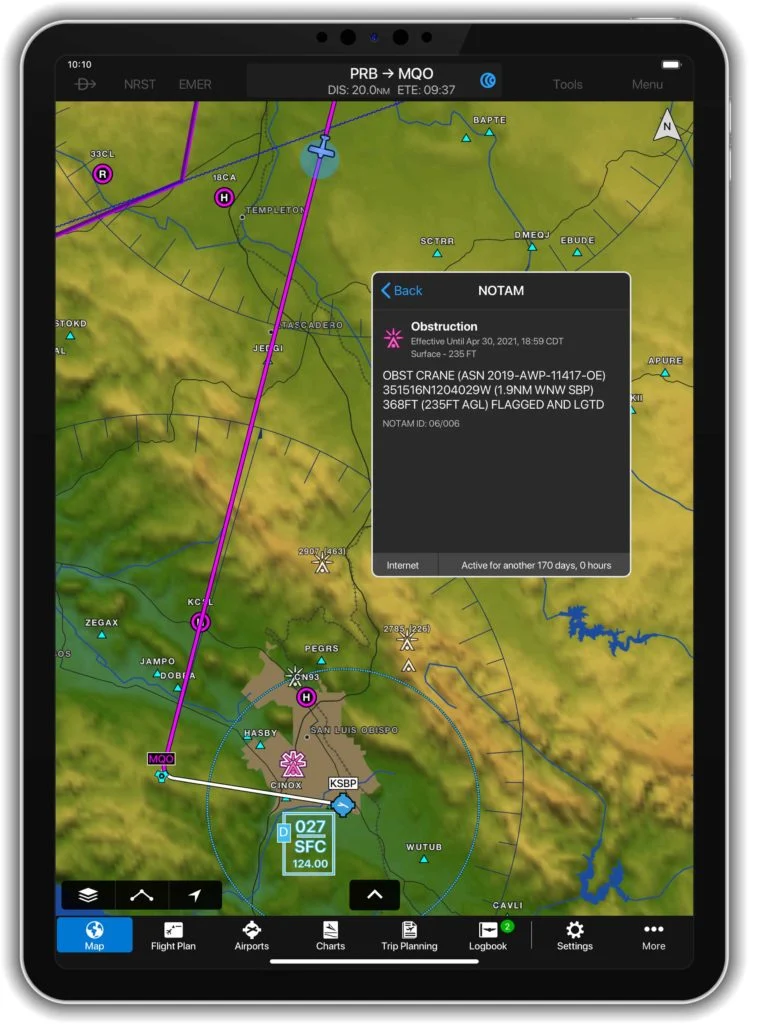 10:10
NRST
EMER
PRB → MQO
DIS: 20.0NM ETE: 09:37
Tools
Menu
N
BAPTE
33CL
R
18CA
H
TEMPLETON
SCTRR
DMEQJ
EBUDE
STOKD
AL
ATASCADERO
JEDGI
APURE
KII
Back
NOTAM
Obstruction
Effective Until Apr 30, 2021, 18:59 CDT
Surface - 235 FT
OBST CRANE (ASN 2019-AWP-11417-OE)
351516N1204029W (1.9NM WNW SBP)
368FT (235FT AGL) FLAGGED AND LGTD
NOTAM ID: 06/006
Internet
Active for another 170 days, 0 hours
2907 (463)
ZEGAX
OS
2785 (226)
PEGRS
JAMPO
DOBRA
CN93
H
HASBY
SAN LUIS OBISPO
MQO
CINOX
KSBP
D
027
SFC
124.00
WUTUB
CAVLI
Map
Flight Plan
Airports
Charts
Trip Planning
Logbook
2
Settings
More